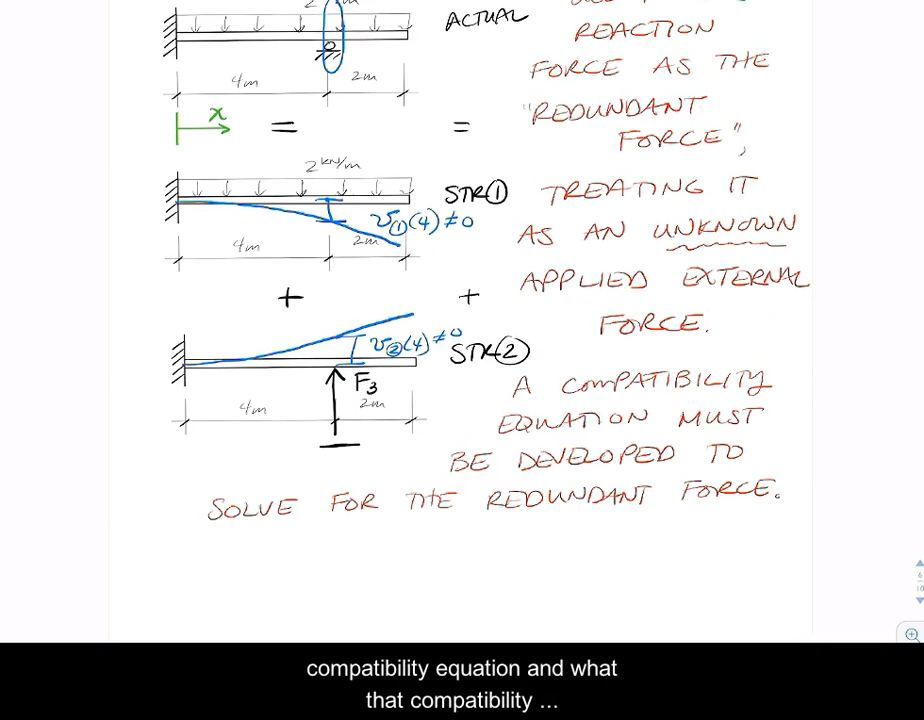 ACTUAL
REACTION
4m
2m
FORCE AS THE
x
=
=
"REDUNDANT
FORCE",
2 kN/m
STR①
TREATING IT
v①(4)≠0
AS AN UNKNOWN
4m
2m
APPLIED EXTERNAL
+
+
FORCE.
v②(4)≠0
STR②
F3
A COMPATIBILITY
4m
2m
EQUATION MUST
BE DEVELOPED TO
SOLVE FOR THE REDUNDANT FORCE.
6
10
compatibility equation and what
that compatibility ...